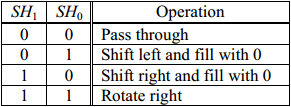 SH1 SH0 Operation
0 0 Pass through
0 1 Shift left and fill with 0
1 0 Shift right and fill with 0
1 1 Rotate right